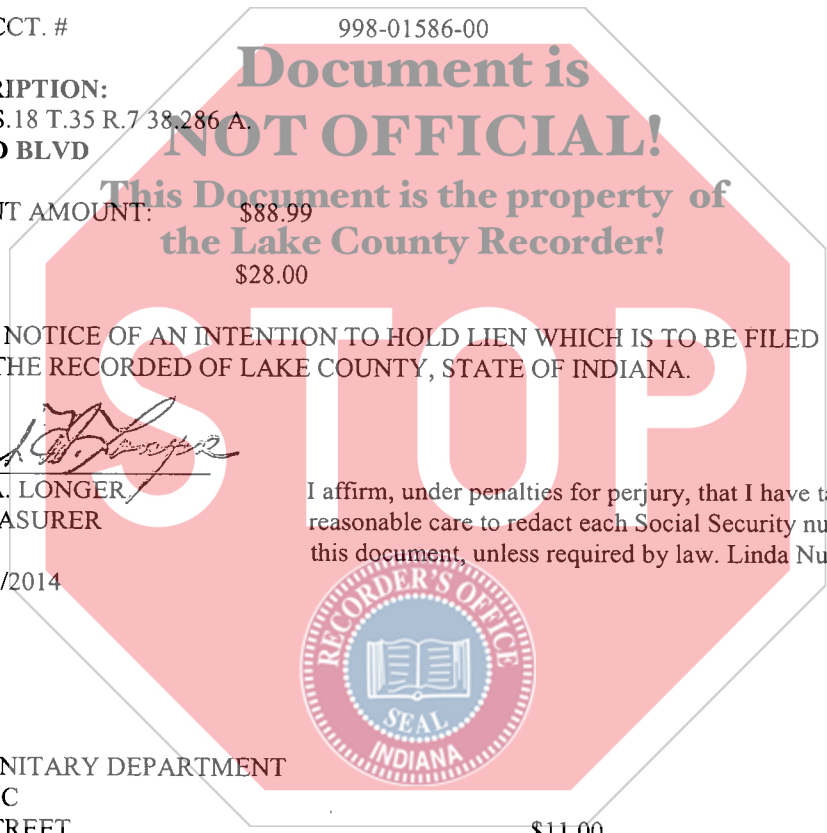 CCT. # 998-01586-00
Document is
RIPTION:
S.18 T.35 R.7 38.286 A.
NOT OFFICIAL!
D BLVD
This Document is the property of
NT AMOUNT: $88.99
the Lake County Recorder!
$28.00
NOTICE OF AN INTENTION TO HOLD LIEN WHICH IS TO BE FILED
THE RECORDED OF LAKE COUNTY, STATE OF INDIANA.
STOP
A. LONGER
I affirm, under penalties for perjury, that I have ta
ASURER
reasonable care to redact each Social Security nu
this document, unless required by law. Linda Nu
/2014
RECORDER'S OFFICE
SEAL
INDIANA
NITARY DEPARTMENT
C
TREET
$11.00